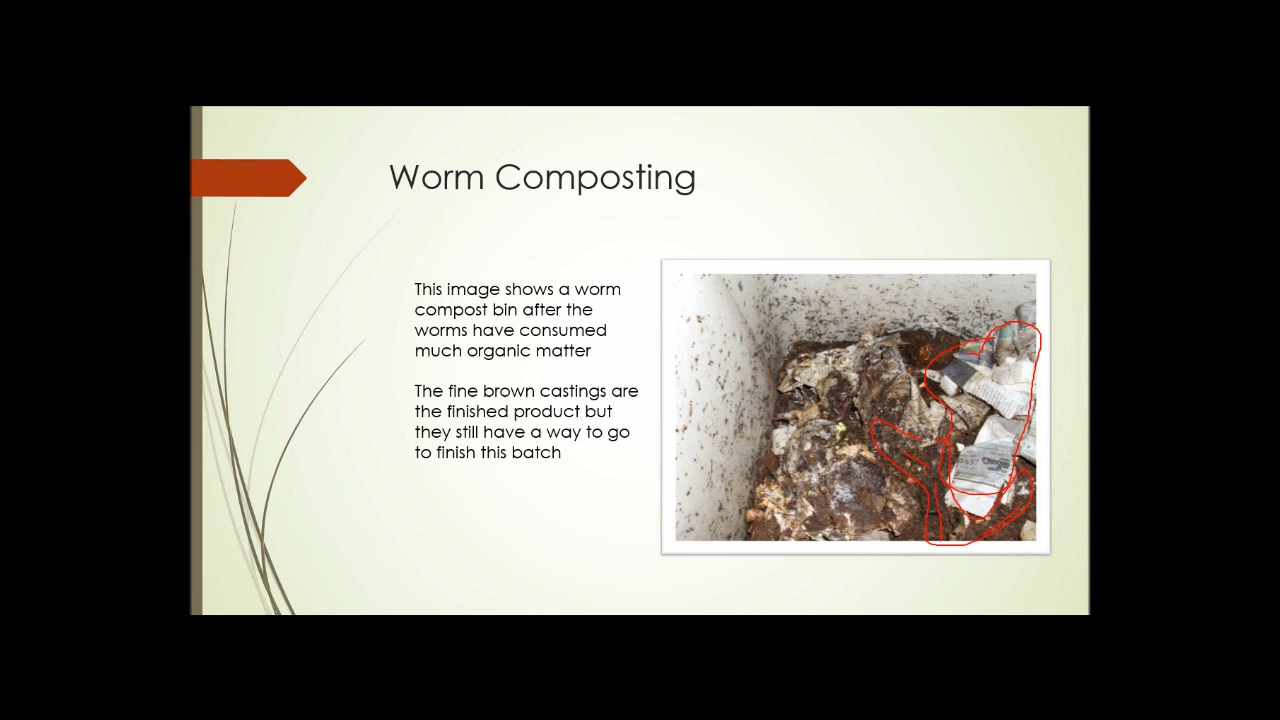 Worm Composting
This image shows a worm
compost bin after the
worms have consumed
much organic matter
The fine brown castings are
the finished product but
they still have a way to go
to finish this batch